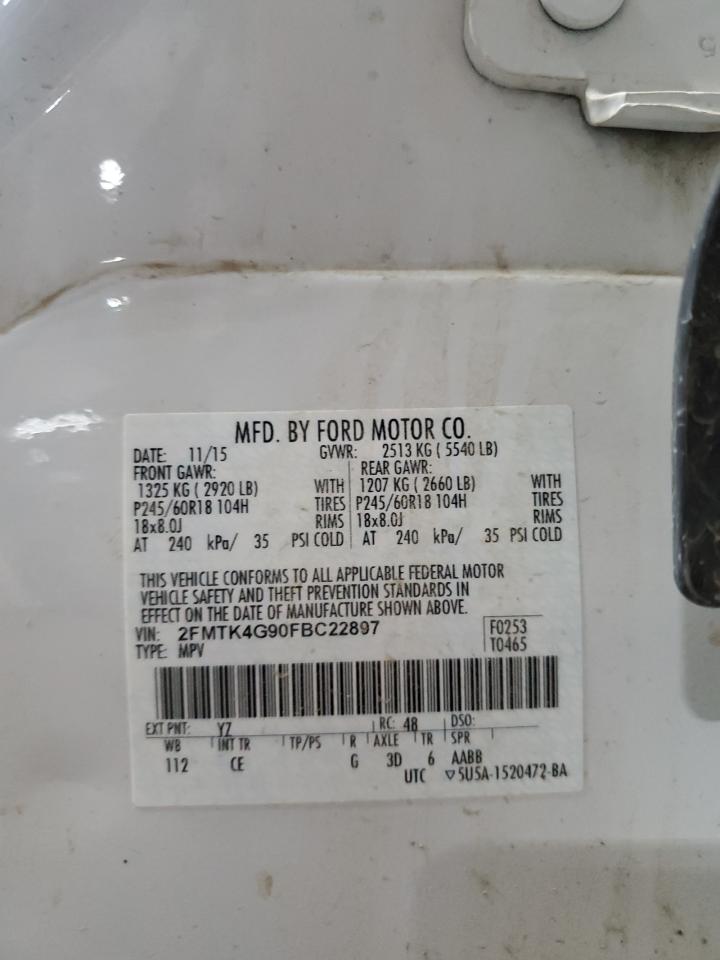 MFD. BY FORD MOTOR CO.
DATE: 11/15 GVWR: 2513 KG ( 5540 LB)
FRONT GAWR: REAR GAWR:
1325 KG ( 2920 LB) WITH 1207 KG ( 2660 LB) WITH
P245/60R18 104H TIRES P245/60R18 104H TIRES
18x8.0J RIMS 18x8.0J RIMS
AT 240 kPa/ 35 PSI COLD AT 240 kPa/ 35 PSI COLD
THIS VEHICLE CONFORMS TO ALL APPLICABLE FEDERAL MOTOR
VEHICLE SAFETY AND THEFT PREVENTION STANDARDS IN
EFFECT ON THE DATE OF MANUFACTURE SHOWN ABOVE.
VIN: 2FMTK4G90FBC22897 F0253
TYPE: MPV T0465
EXT PNT: YZ RC: 48 DSO:
WB INT TR TP/PS R AXLE TR SPR
112 CE G 3D 6 AABB
UTC ▽5U5A-1520472-BA